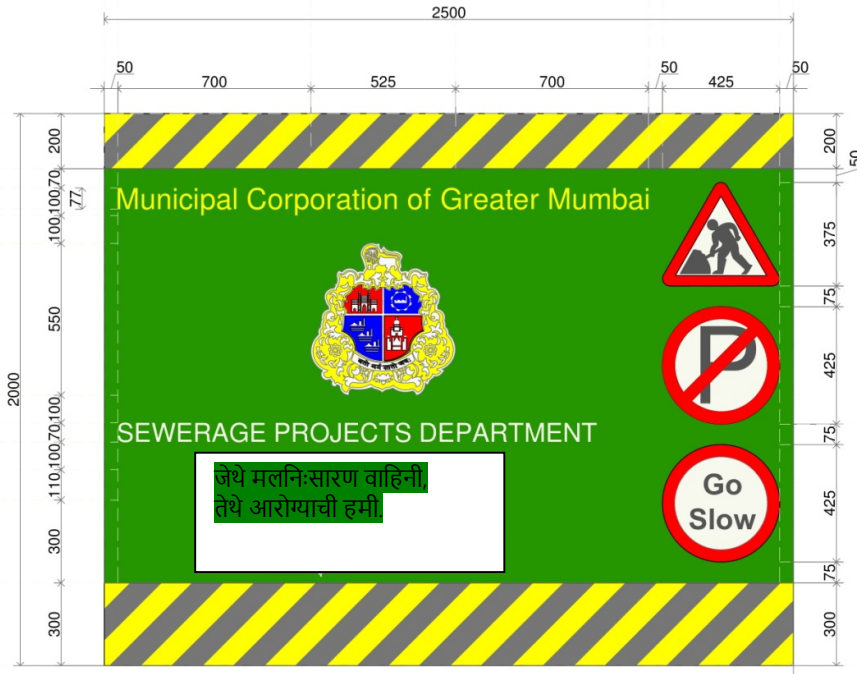 2500
50 700 525 700 50 425 50
200 200
50
Municipal Corporation of Greater Mumbai
70 100 100 77
375
550
75
P
425
2000
100 70 100 110
SEWERAGE PROJECTS DEPARTMENT
75
जेथे मलनिःसारण वाहिनी,
तेथे आरोग्याची हमी.
Go
Slow
425
300
75
300 300